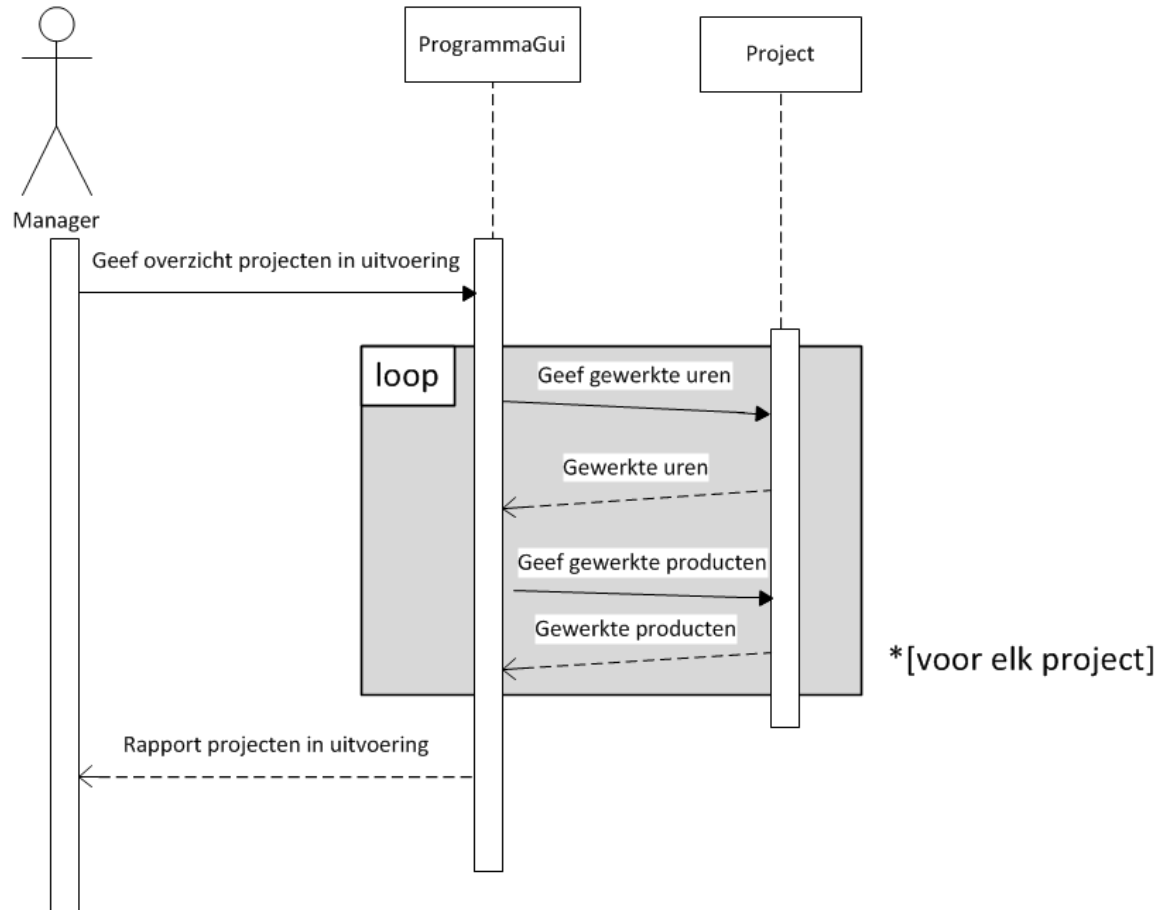 ProgrammaGui
Project
Manager
Geef overzicht projecten in uitvoering
loop
Geef gewerkte uren
Gewerkte uren
Geef gewerkte producten
Gewerkte producten
*[voor elk project]
Rapport projecten in uitvoering